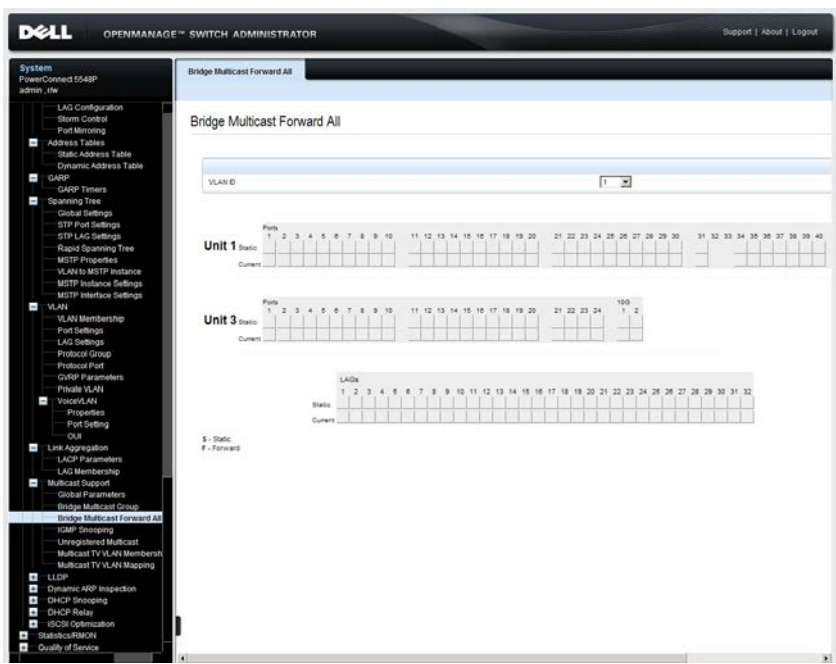 DELL OPENMANAGE™ SWITCH ADMINISTRATOR Support | About | Logout
System
PowerConnect 5548P
admin , r/w
LAG Configuration
Storm Control
Port Mirroring
Address Tables
Static Address Table
Dynamic Address Table
GARP
GARP Timers
Spanning Tree
Global Settings
STP Port Settings
STP LAG Settings
Rapid Spanning Tree
MSTP Properties
VLAN to MSTP Instance
MSTP Instance Settings
MSTP Interface Settings
VLAN
VLAN Membership
Port Settings
LAG Settings
Protocol Group
Protocol Port
GVRP Parameters
Private VLAN
VoiceVLAN
Properties
Port Setting
OUI
Link Aggregation
LACP Parameters
LAG Membership
Multicast Support
Global Parameters
Bridge Multicast Group
Bridge Multicast Forward All
IGMP Snooping
Unregistered Multicast
Multicast TV VLAN Membersh
Multicast TV VLAN Mapping
LLDP
Dynamic ARP Inspection
DHCP Snooping
DHCP Relay
iSCSI Optimization
Statistics/RMON
Quality of Service
Bridge Multicast Forward All
Bridge Multicast Forward All
VLAN ID 1
Ports
1 2 3 4 5 6 7 8 9 10 11 12 13 14 15 16 17 18 19 20 21 22 23 24 25 26 27 28 29 30 31 32 33 34 35 36 37 38 39 40
Unit 1 Static
Current
Ports 10G
1 2 3 4 5 6 7 8 9 10 11 12 13 14 15 16 17 18 19 20 21 22 23 24 1 2
Unit 3 Static
Current
LAGs
1 2 3 4 5 6 7 8 9 10 11 12 13 14 15 16 17 18 19 20 21 22 23 24 25 26 27 28 29 30 31 32
Static
Current
S - Static
F - Forward